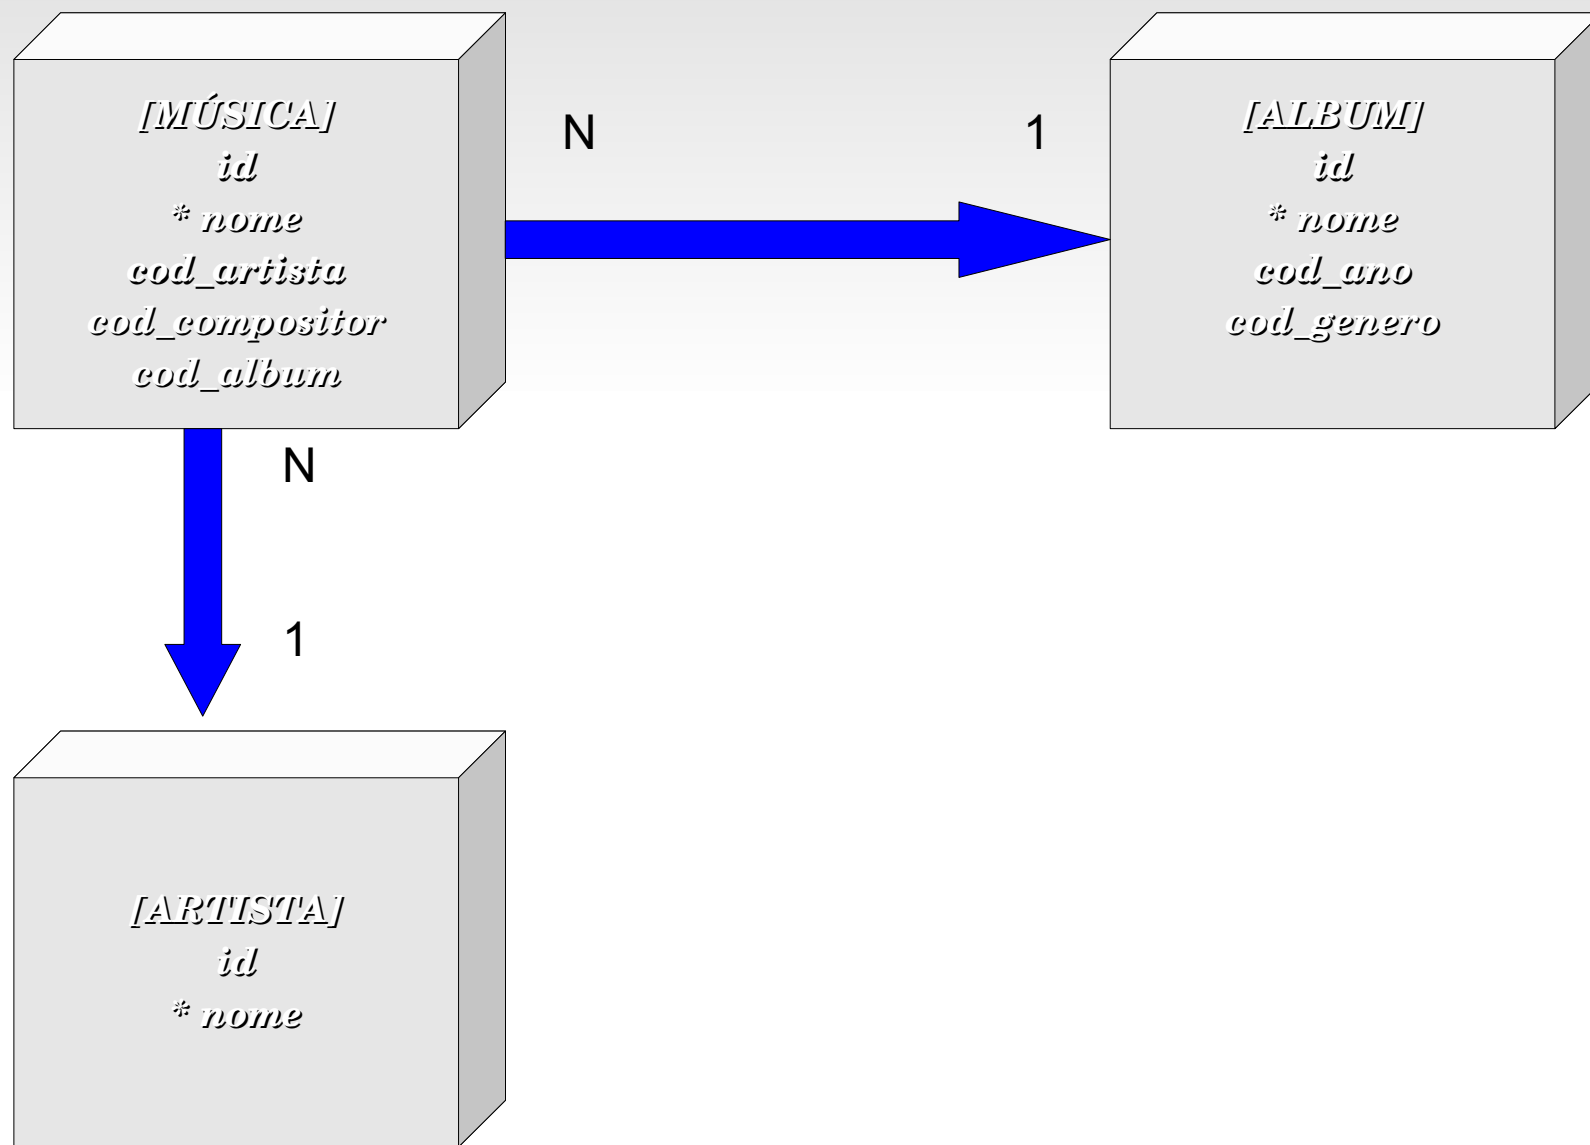 [MÚSICA]
id
* nome
cod_artista
cod_compositor
cod_album
N
1
[ALBUM]
id
* nome
cod_ano
cod_genero
N
1
[ARTISTA]
id
* nome